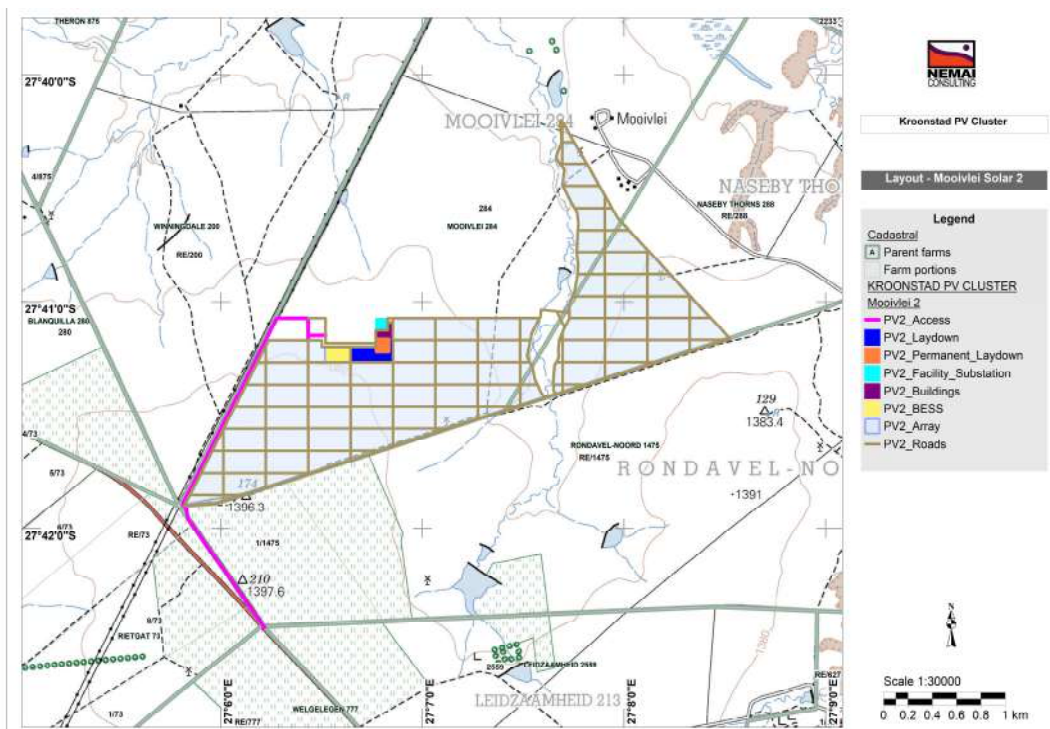 THERON 875
2233
27°40'0"S
MOOIVLEI 284
Mooivlei
4/875
NASEBY THO
NASEBY THORNS 288
RE/288
284
MOOIVLEI 284
WINNINGDALE 200
RE/200
27°41'0"S
BLANQUILLA 280
280
129
1383.4
4/73
RONDAVEL-NOORD 1475
RE/1475
RONDAVEL-NO
5/73
174
1396.3
1391
6/73
27°42'0"S
RE/73
1/1475
210
1397.6
6/73
RIETGAT 73
1380
2559
LEIDZAAMHEID 2559
RE/627
LEIDZAAMHEID 213
1/73
WELGELEGEN 777
RE/777
27°6'0"E
27°7'0"E
27°8'0"E
27°9'0"E
NEMAI
CONSULTING
Kroonstad PV Cluster
Layout - Mooivlei Solar 2
Legend
Cadastral
A Parent farms
Farm portions
KROONSTAD PV CLUSTER
Mooivlei 2
PV2_Access
PV2_Laydown
PV2_Permanent_Laydown
PV2_Facility_Substation
PV2_Buildings
PV2_BESS
PV2_Array
PV2_Roads
N
Scale 1:30000
0 0.2 0.4 0.6 0.8 1 km